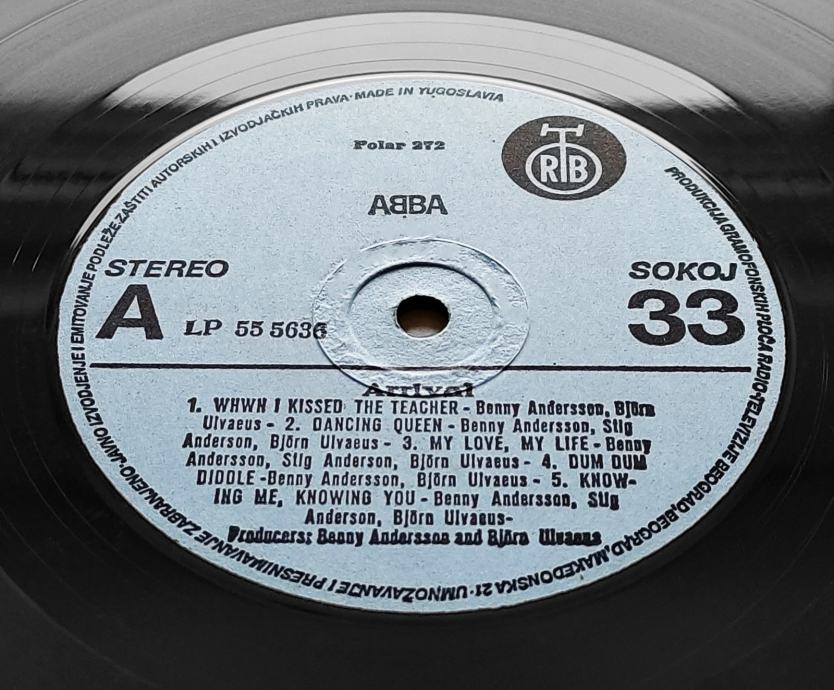 PRODUKCIJA GRAMOFONSKIH PLOČA RADIO-TELEVIZIJE BEOGRAD, BEOGRAD, MAKEDONSKA 21 · UMNOŽAVANJE I PRESNIMAVANJE ZABRANJENO · JAVNO IZVODJENJE I EMITOVANJE PODLEŽE ZAŠTITI AUTORSKIH I IZVODJAČKIH PRAVA · MADE IN YUGOSLAVIA
Polar 272
RTB
ABBA
STEREO
SOKOJ
A
LP 55 5636
33
Arrival
1. WHWN I KISSED THE TEACHER - Benny Andersson, Björn
Ulvaeus - 2. DANCING QUEEN - Benny Andersson, Stig
Anderson, Björn Ulvaeus - 3. MY LOVE, MY LIFE - Benny
Andersson, Stig Anderson, Björn Ulvaeus - 4. DUM DUM
DIDDLE -Benny Andersson, Björn Ulvaeus - 5. KNOW-
ING ME, KNOWING YOU - Benny Andersson, Stig
Anderson, Björn Ulvaeus-
Producers: Benny Andersson and Björn Ulvaeus